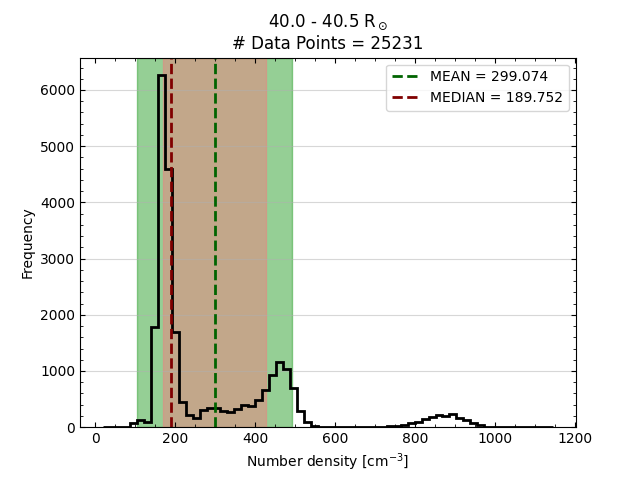 40.0 - 40.5 R⊙
# Data Points = 25231
MEAN = 299.074
MEDIAN = 189.752
Frequency
6000
5000
4000
3000
2000
1000
0
0 200 400 600 800 1000 1200
Number density [cm⁻³]